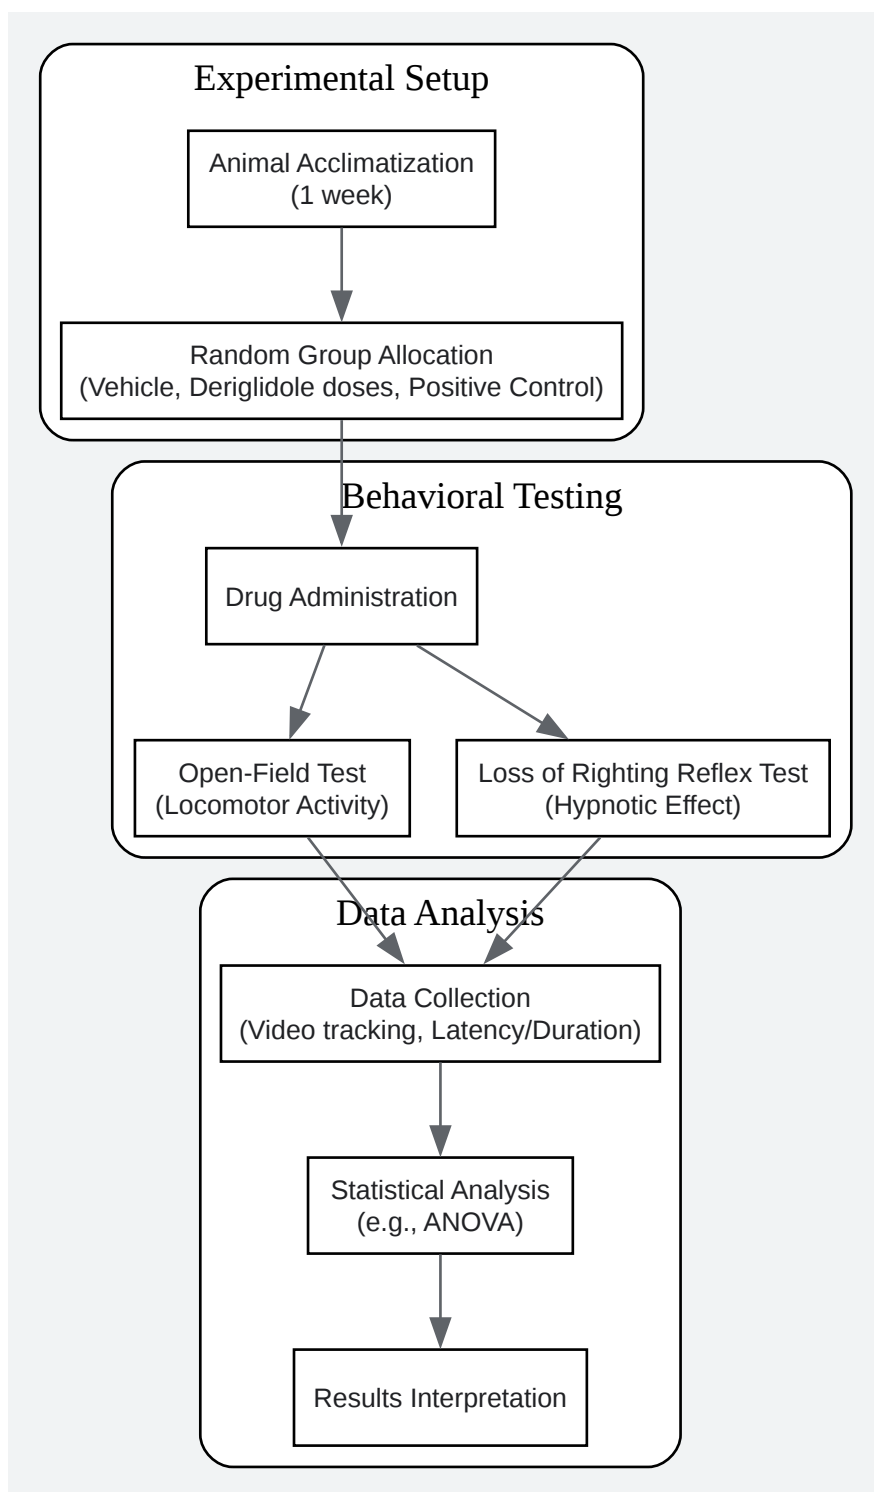 Experimental Setup
Animal Acclimatization
(1 week)
Random Group Allocation
(Vehicle, Deriglidole doses, Positive Control)
Behavioral Testing
Drug Administration
Open-Field Test
(Locomotor Activity)
Loss of Righting Reflex Test
(Hypnotic Effect)
Data Analysis
Data Collection
(Video tracking, Latency/Duration)
Statistical Analysis
(e.g., ANOVA)
Results Interpretation